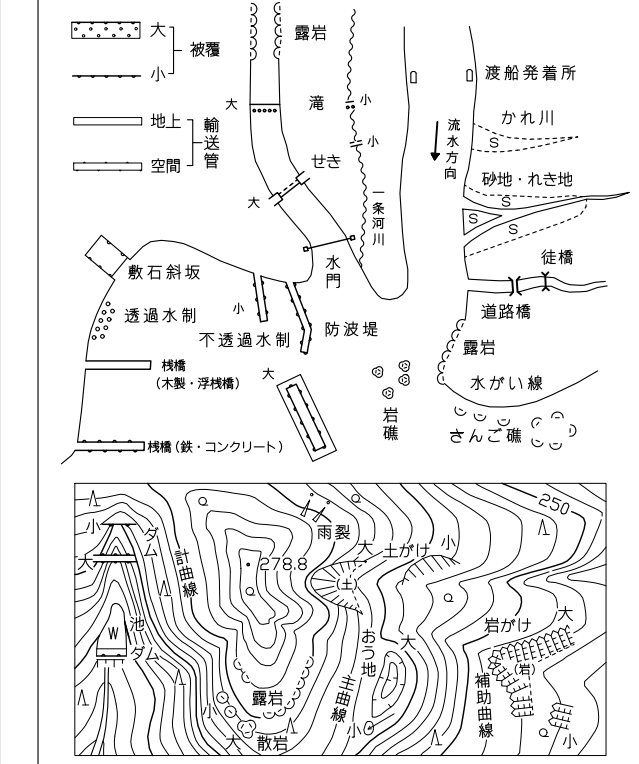 大
小
被覆
地上
空間
輸送管
露岩
大
滝
小
小
せき
大
一条河川
水門
流水方向
渡船発着所
かれ川
S
砂地・れき地
S
S
S
徒橋
道路橋
敷石斜坂
透過水制
小
不透過水制
防波堤
桟橋
(木製・浮桟橋)
大
桟橋(鉄・コンクリート)
岩礁
露岩
水がい線
さんご礁
小
ダム
大
計曲線
278.8
雨裂
大
土がけ
小
(土)
250
W
池
ダム
おう地
大
岩がけ
大
(岩)
露岩
主曲線
補助曲線
小
大
散岩
小
小